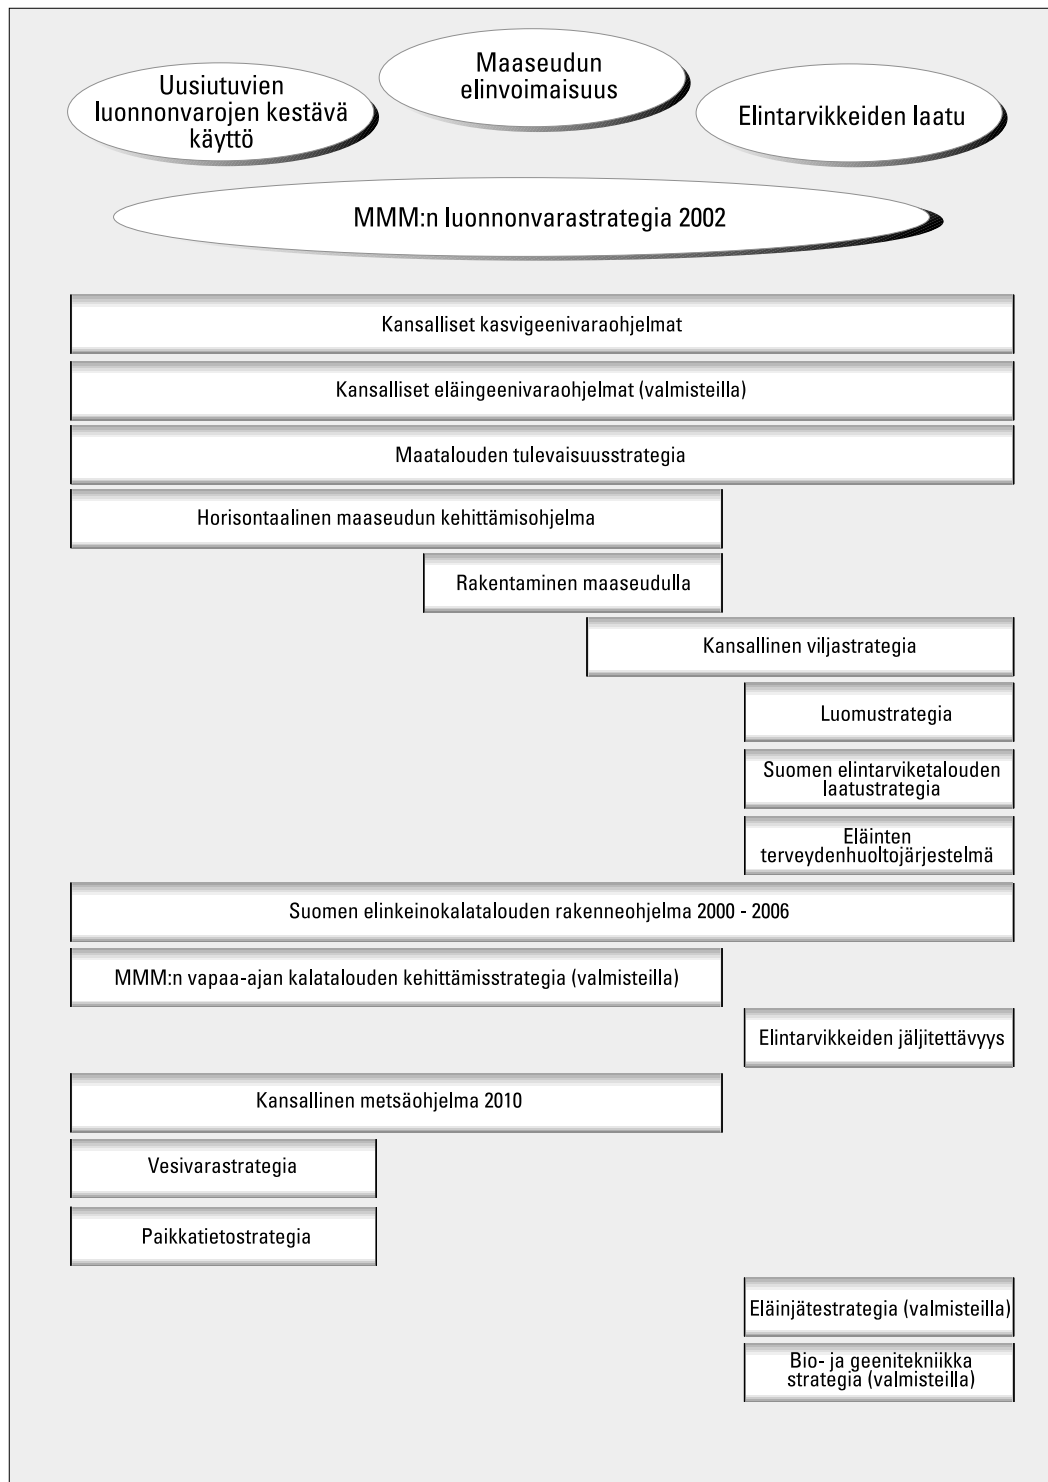 Uusiutuvien
luonnonvarojen kestävä
käyttö
Maaseudun
elinvoimaisuus
Elintarvikkeiden laatu
MMM:n luonnonvarastrategia 2002
Kansalliset kasvigeenivaraohjelmat
Kansalliset eläingeenivaraohjelmat (valmisteilla)
Maatalouden tulevaisuusstrategia
Horisontaalinen maaseudun kehittämisohjelma
Rakentaminen maaseudulla
Kansallinen viljastrategia
Luomustrategia
Suomen elintarviketalouden
laatustrategia
Eläinten
terveydenhuoltojärjestelmä
Suomen elinkeinokalatalouden rakenneohjelma 2000 - 2006
MMM:n vapaa-ajan kalatalouden kehittämisstrategia (valmisteilla)
Elintarvikkeiden jäljitettävyys
Kansallinen metsäohjelma 2010
Vesivarastrategia
Paikkatietostrategia
Eläinjätestrategia (valmisteilla)
Bio- ja geenitekniikka
strategia (valmisteilla)